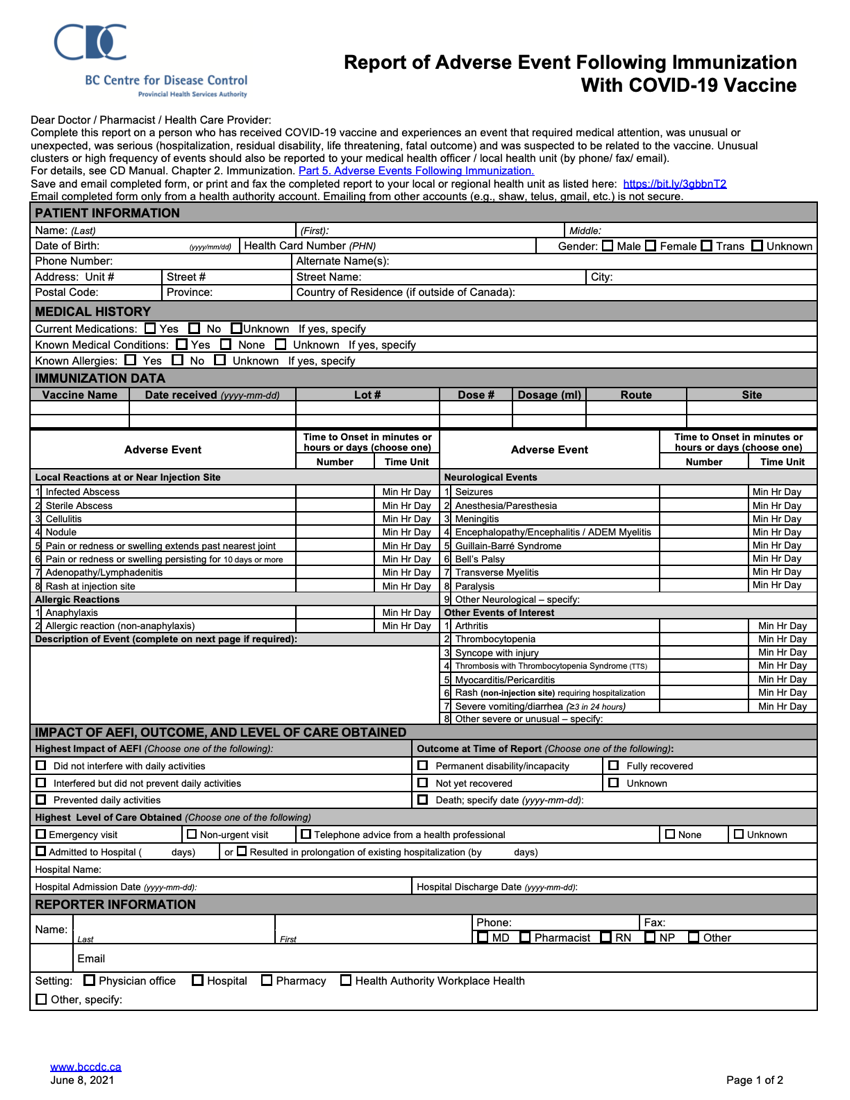 CDC
BC Centre for Disease Control
Provincial Health Services Authority
Report of Adverse Event Following Immunization
With COVID-19 Vaccine
Dear Doctor / Pharmacist / Health Care Provider:
Complete this report on a person who has received COVID-19 vaccine and experiences an event that required medical attention, was unusual or
unexpected, was serious (hospitalization, residual disability, life threatening, fatal outcome) and was suspected to be related to the vaccine. Unusual
clusters or high frequency of events should also be reported to your medical health officer / local health unit (by phone/ fax/ email).
For details, see CD Manual. Chapter 2. Immunization. Part 5. Adverse Events Following Immunization.
Save and email completed form, or print and fax the completed report to your local or regional health unit as listed here: https://bit.ly/3gbbnT2
Email completed form only from a health authority account. Emailing from other accounts (e.g., shaw, telus, gmail, etc.) is not secure.
PATIENT INFORMATION
Name: (Last) (First): Middle:
Date of Birth: (yyyy/mm/dd) Health Card Number (PHN) Gender: Male Female Trans Unknown
Phone Number: Alternate Name(s):
Address: Unit # Street # Street Name: City:
Postal Code: Province: Country of Residence (if outside of Canada):
MEDICAL HISTORY
Current Medications: Yes No Unknown If yes, specify
Known Medical Conditions: Yes None Unknown If yes, specify
Known Allergies: Yes No Unknown If yes, specify
IMMUNIZATION DATA
Vaccine Name Date received (yyyy-mm-dd) Lot # Dose # Dosage (ml) Route Site
Adverse Event Time to Onset in minutes or hours or days (choose one) Adverse Event Time to Onset in minutes or hours or days (choose one)
Number Time Unit Number Time Unit
Local Reactions at or Near Injection Site Neurological Events
1 Infected Abscess Min Hr Day 1 Seizures Min Hr Day
2 Sterile Abscess Min Hr Day 2 Anesthesia/Paresthesia Min Hr Day
3 Cellulitis Min Hr Day 3 Meningitis Min Hr Day
4 Nodule Min Hr Day 4 Encephalopathy/Encephalitis / ADEM Myelitis Min Hr Day
5 Pain or redness or swelling extends past nearest joint Min Hr Day 5 Guillain-Barré Syndrome Min Hr Day
6 Pain or redness or swelling persisting for 10 days or more Min Hr Day 6 Bell's Palsy Min Hr Day
7 Adenopathy/Lymphadenitis Min Hr Day 7 Transverse Myelitis Min Hr Day
8 Rash at injection site Min Hr Day 8 Paralysis Min Hr Day
Allergic Reactions 9 Other Neurological – specify:
1 Anaphylaxis Min Hr Day Other Events of Interest
2 Allergic reaction (non-anaphylaxis) Min Hr Day 1 Arthritis Min Hr Day
Description of Event (complete on next page if required): 2 Thrombocytopenia Min Hr Day
3 Syncope with injury Min Hr Day
4 Thrombosis with Thrombocytopenia Syndrome (TTS) Min Hr Day
5 Myocarditis/Pericarditis Min Hr Day
6 Rash (non-injection site) requiring hospitalization Min Hr Day
7 Severe vomiting/diarrhea (≥3 in 24 hours) Min Hr Day
8 Other severe or unusual – specify:
IMPACT OF AEFI, OUTCOME, AND LEVEL OF CARE OBTAINED
Highest Impact of AEFI (Choose one of the following): Outcome at Time of Report (Choose one of the following):
Did not interfere with daily activities Permanent disability/incapacity Fully recovered
Interfered but did not prevent daily activities Not yet recovered Unknown
Prevented daily activities Death; specify date (yyyy-mm-dd):
Highest Level of Care Obtained (Choose one of the following)
Emergency visit Non-urgent visit Telephone advice from a health professional None Unknown
Admitted to Hospital ( days) or Resulted in prolongation of existing hospitalization (by days)
Hospital Name:
Hospital Admission Date (yyyy-mm-dd): Hospital Discharge Date (yyyy-mm-dd):
REPORTER INFORMATION
Name: Last First Phone: Fax:
MD Pharmacist RN NP Other
Email
Setting: Physician office Hospital Pharmacy Health Authority Workplace Health
Other, specify:
www.bccdc.ca
June 8, 2021 Page 1 of 2